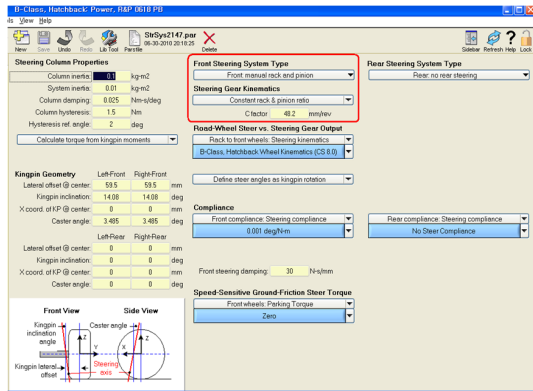 B-Class, Hatchback: Power, R&P 0618 PB
ls View Help
New Save Undo Redo Lib Tool Parsfile
StrSys2147.par
06-30-2010 20:18:25
Delete
Sidebar Refresh Help Lock
Steering Column Properties
Column inertia: 0.1 kg-m2
System inertia: 0.01 kg-m2
Column damping: 0.025 Nm-s/deg
Column hysteresis: 1.5 Nm
Hysteresis ref. angle: 2 deg
Calculate torque from kingpin moments
Kingpin Geometry Left-Front Right-Front
Lateral offset @ center: 59.5 59.5 mm
Kingpin inclination: 14.08 14.08 deg
X coord. of KP @ center: 0 0 mm
Caster angle: 3.485 3.485 deg
Left-Rear Right-Rear
Lateral offset @ center: 0 0 mm
Kingpin inclination: 0 0 deg
X coord. of KP @ center: 0 0 mm
Caster angle: 0 0 deg
Front View Side View
Kingpin inclination angle
Caster angle
Z Z
Y X
Kingpin lateral offset
Steering axis
Front Steering System Type
Front: manual rack and pinion
Steering Gear Kinematics
Constant rack & pinion ratio
C factor: 48.2 mm/rev
Road-Wheel Steer vs. Steering Gear Output
Rack to front wheels: Steering kinematics
B-Class, Hatchback: Wheel Kinematics (CS 8.0)
Define steer angles as kingpin rotation
Compliance
Front compliance: Steering compliance
0.001 deg/N-m
Front steering damping: 30 N-s/mm
Speed-Sensitive Ground-Friction Steer Torque
Front wheels: Parking Torque
Zero
Rear Steering System Type
Rear: no rear steering
Rear compliance: Steering compliance
No Steer Compliance